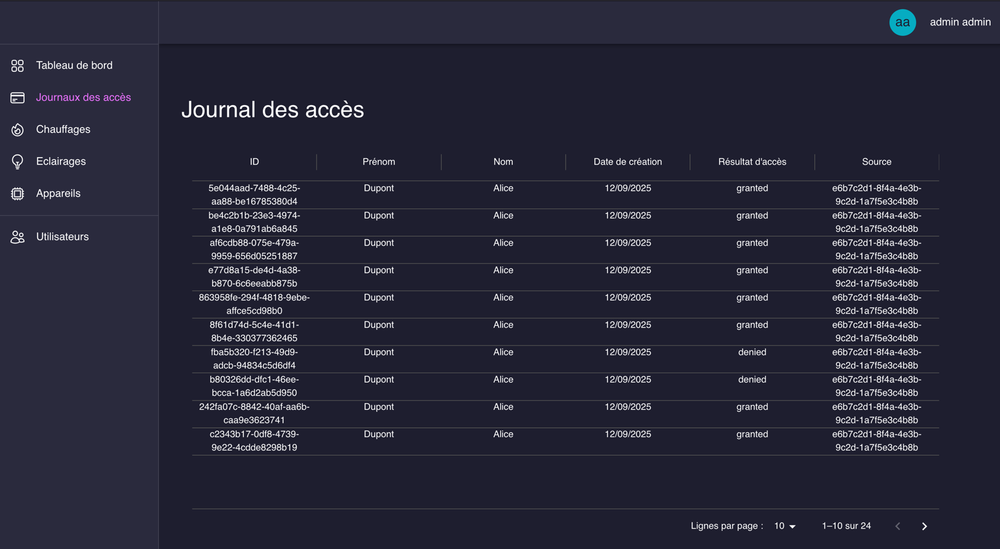 aa admin admin
Tableau de bord
Journaux des accès
Chauffages
Eclairages
Appareils
Utilisateurs
Journal des accès
ID Prénom Nom Date de création Résultat d'accès Source
5e044aad-7488-4c25- Dupont Alice 12/09/2025 granted e6b7c2d1-8f4a-4e3b-
aa88-be16785380d4 9c2d-1a7f5e3c4b8b
be4c2b1b-23e3-4974- Dupont Alice 12/09/2025 granted e6b7c2d1-8f4a-4e3b-
a1e8-0a791ab6a845 9c2d-1a7f5e3c4b8b
af6cdb88-075e-479a- Dupont Alice 12/09/2025 granted e6b7c2d1-8f4a-4e3b-
9959-656d05251887 9c2d-1a7f5e3c4b8b
e77d8a15-de4d-4a38- Dupont Alice 12/09/2025 granted e6b7c2d1-8f4a-4e3b-
b870-6c6eeabb875b 9c2d-1a7f5e3c4b8b
863958fe-294f-4818-9ebe- Dupont Alice 12/09/2025 granted e6b7c2d1-8f4a-4e3b-
affce5cd98b0 9c2d-1a7f5e3c4b8b
8f61d74d-5c4e-41d1- Dupont Alice 12/09/2025 granted e6b7c2d1-8f4a-4e3b-
8b4e-330377362465 9c2d-1a7f5e3c4b8b
fba5b320-f213-49d9- Dupont Alice 12/09/2025 denied e6b7c2d1-8f4a-4e3b-
adcb-94834c5d6df4 9c2d-1a7f5e3c4b8b
b80326dd-dfc1-46ee- Dupont Alice 12/09/2025 denied e6b7c2d1-8f4a-4e3b-
bcca-1a6d2ab5d950 9c2d-1a7f5e3c4b8b
242fa07c-8842-40af-aa6b- Dupont Alice 12/09/2025 granted e6b7c2d1-8f4a-4e3b-
caa9e3623741 9c2d-1a7f5e3c4b8b
c2343b17-0df8-4739- Dupont Alice 12/09/2025 granted e6b7c2d1-8f4a-4e3b-
9e22-4cdde8298b19 9c2d-1a7f5e3c4b8b
Lignes par page : 10 1–10 sur 24